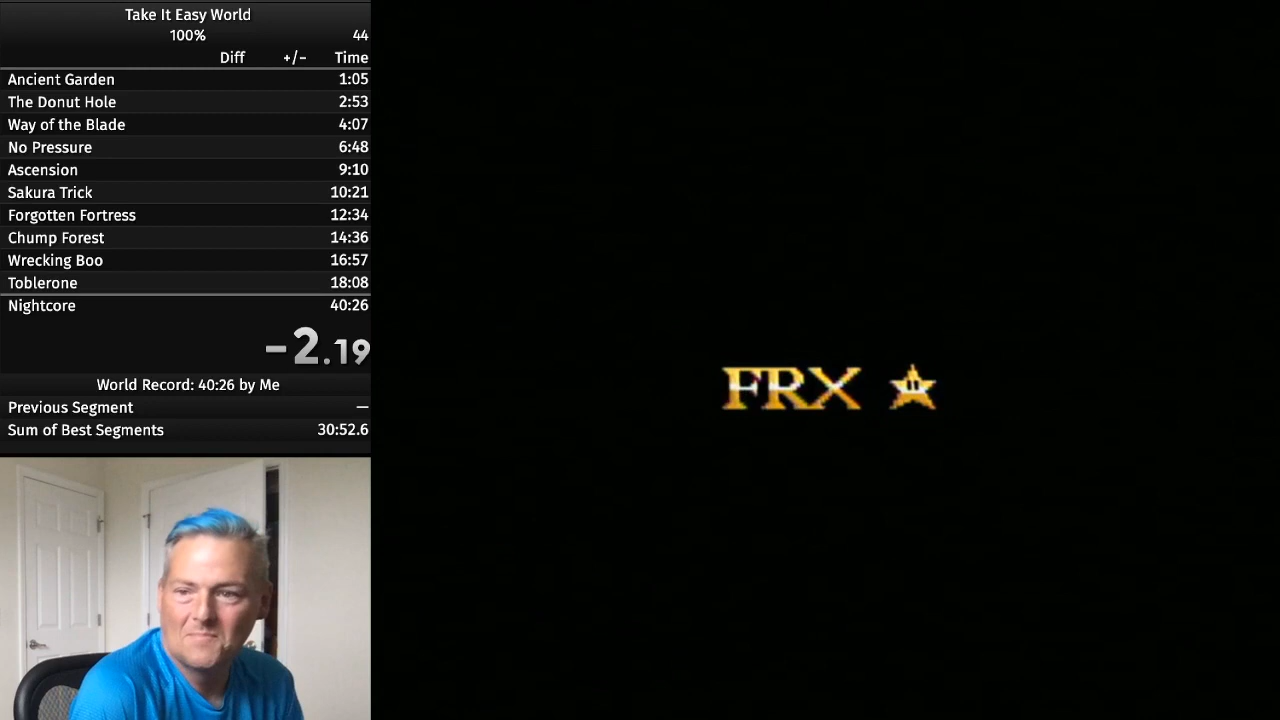 Take It Easy World
100% 44
Diff +/- Time
Ancient Garden 1:05
The Donut Hole 2:53
Way of the Blade 4:07
No Pressure 6:48
Ascension 9:10
Sakura Trick 10:21
Forgotten Fortress 12:34
Chump Forest 14:36
Wrecking Boo 16:57
Toblerone 18:08
Nightcore 40:26
−2.19
World Record: 40:26 by Me
Previous Segment —
Sum of Best Segments 30:52.6
FRX